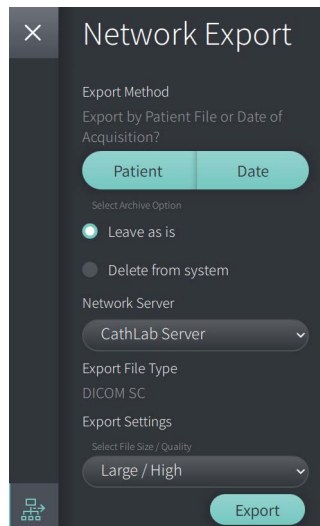 Network Export
Export Method
Export by Patient File or Date of
Acquisition?
Patient Date
Select Archive Option
Leave as is
Delete from system
Network Server
CathLab Server
Export File Type
DICOM SC
Export Settings
Select File Size / Quality
Large / High
Export